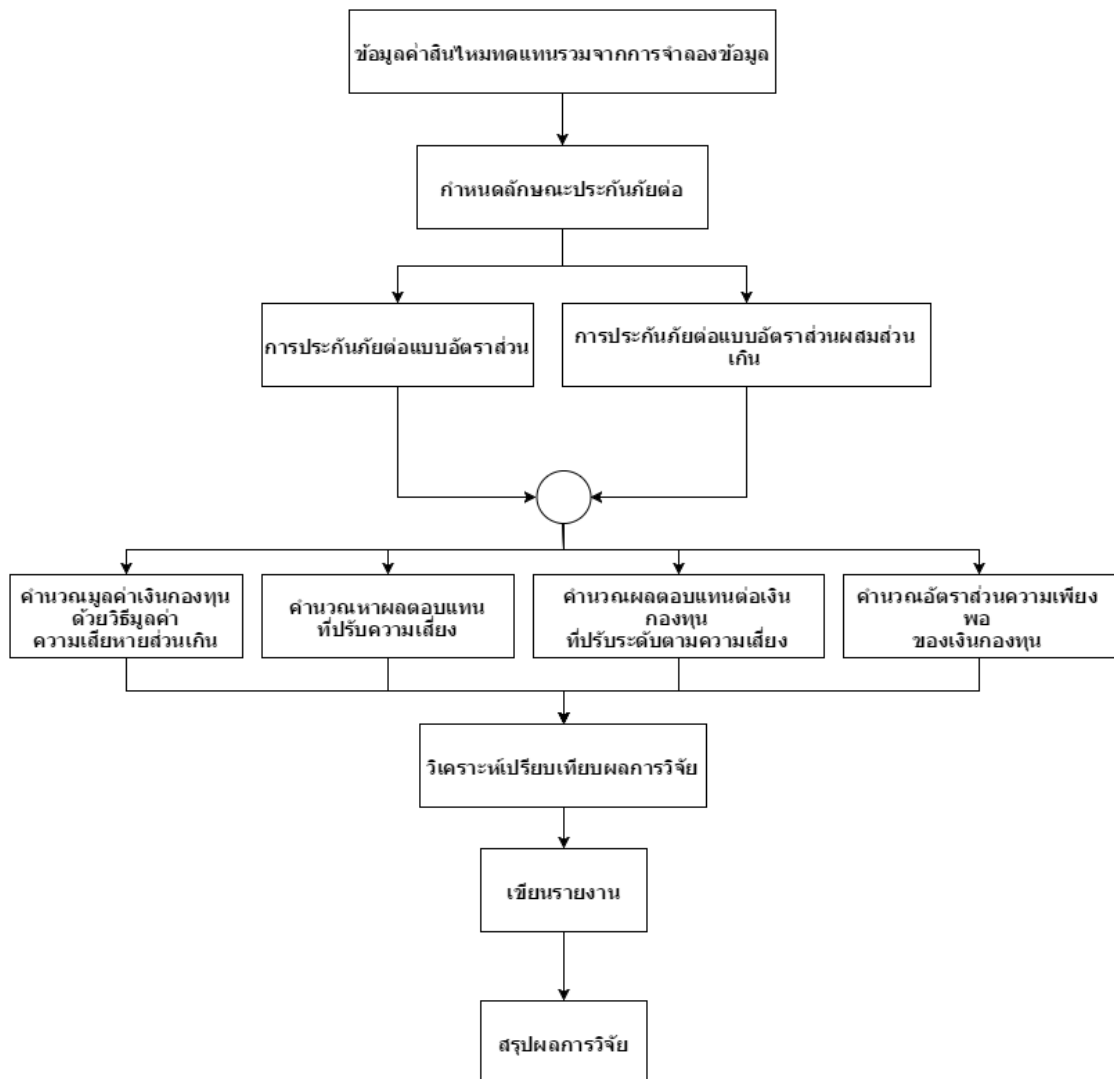 ข้อมูลค่าสินไหมทดแทนรวมจากการจำลองข้อมูล
กำหนดลักษณะประกันภัยต่อ
การประกันภัยต่อแบบอัตราส่วน
การประกันภัยต่อแบบอัตราส่วนผสมส่วน
เกิน
คำนวณมูลค่าเงินกองทุน
ด้วยวิธีมูลค่า
ความเสียหายส่วนเกิน
คำนวณหาผลตอบแทน
ที่ปรับความเสี่ยง
คำนวณผลตอบแทนต่อเงิน
กองทุน
ที่ปรับระดับตามความเสี่ยง
คำนวณอัตราส่วนความเพียง
พอ
ของเงินกองทุน
วิเคราะห์เปรียบเทียบผลการวิจัย
เขียนรายงาน
สรุปผลการวิจัย